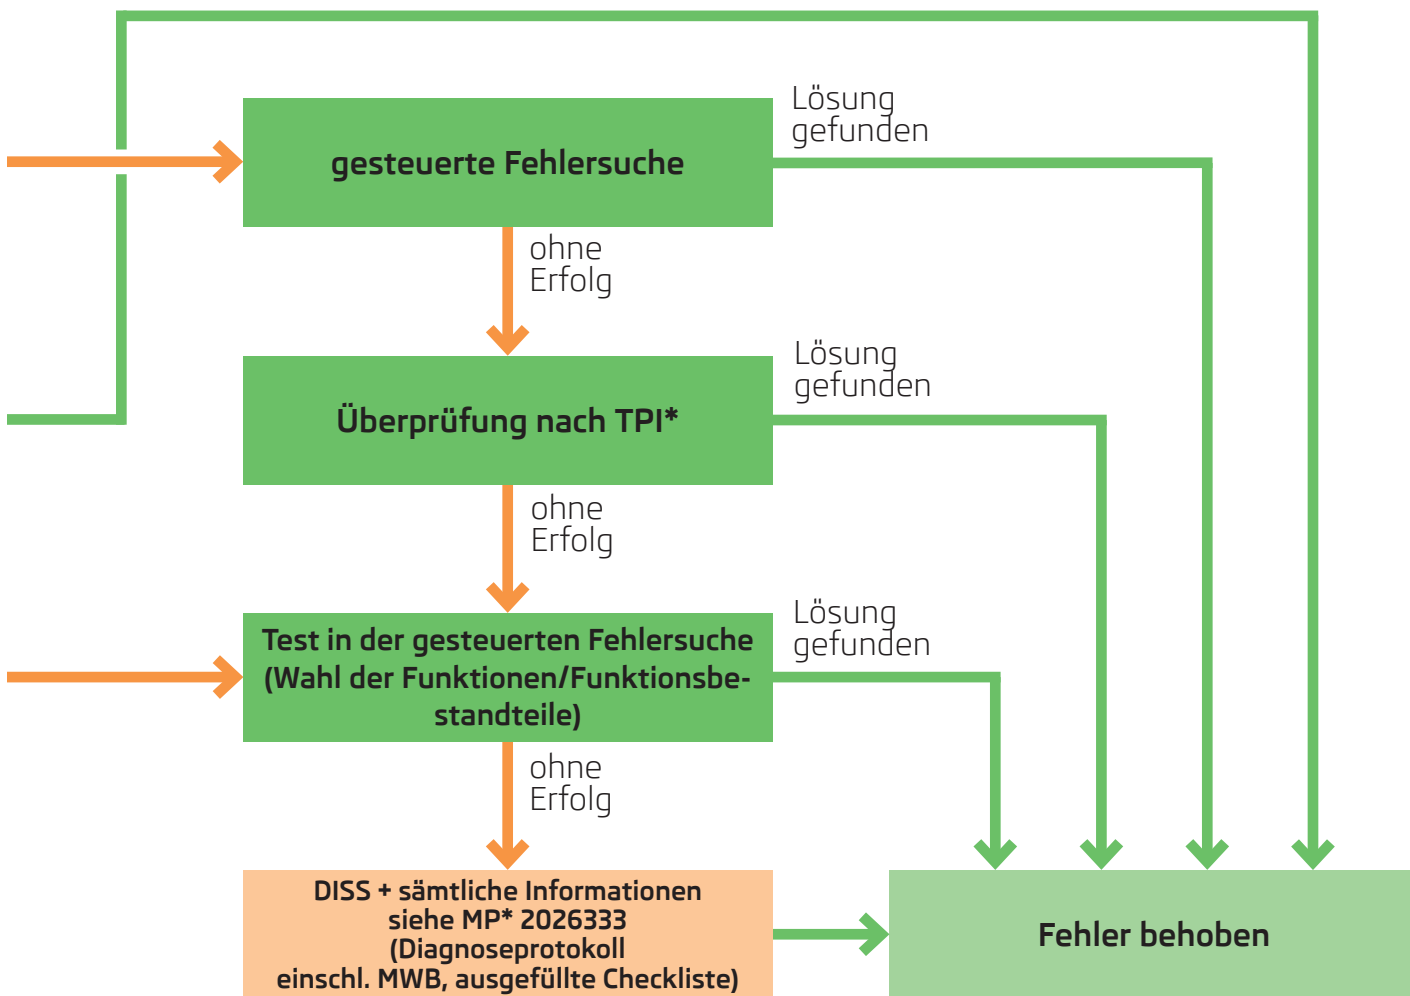 Lösung
gefunden
gesteuerte Fehlersuche
ohne
Erfolg
Lösung
gefunden
Überprüfung nach TPI*
ohne
Erfolg
Lösung
gefunden
Test in der gesteuerten Fehlersuche
(Wahl der Funktionen/Funktionsbe-
standteile)
ohne
Erfolg
DISS + sämtliche Informationen
siehe MP* 2026333
(Diagnoseprotokoll
einschl. MWB, ausgefüllte Checkliste)
Fehler behoben